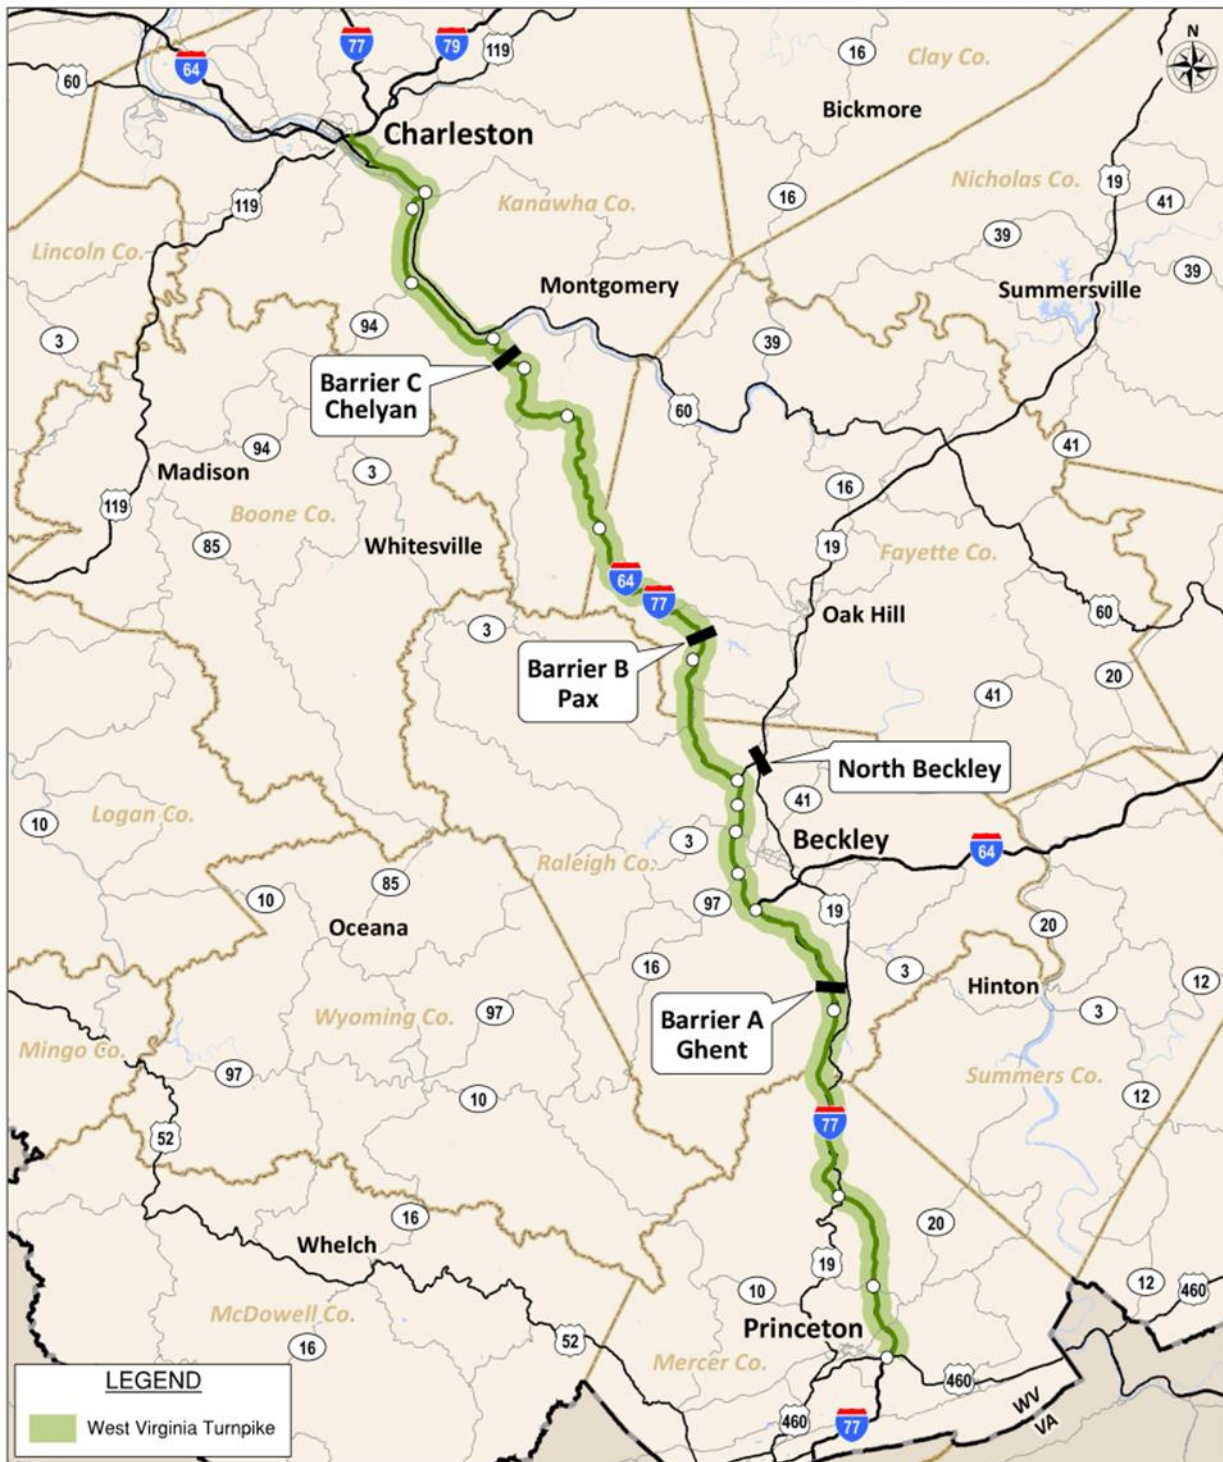 77
79
119
N
64
60
16
Clay Co.
Bickmore
Charleston
Nicholas Co.
19
41
16
119
Kanawha Co.
39
Lincoln Co.
39
Montgomery
Summersville
94
3
39
Barrier C
Chelyan
60
41
94
Madison
3
16
119
Boone Co.
85
Whitesville
19
Fayette Co.
64
77
60
Oak Hill
3
Barrier B
Pax
20
41
North Beckley
10
Logan Co.
41
3
Beckley
64
Raleigh Co.
85
10
97
19
20
Oceana
16
3
Hinton
12
97
3
Wyoming Co.
Barrier A
Ghent
Mingo Co.
97
Summers Co.
10
12
77
52
16
20
Whelch
19
12
460
10
McDowell Co.
Princeton
52
16
Mercer Co.
460
LEGEND
West Virginia Turnpike
460
77
WV
VA